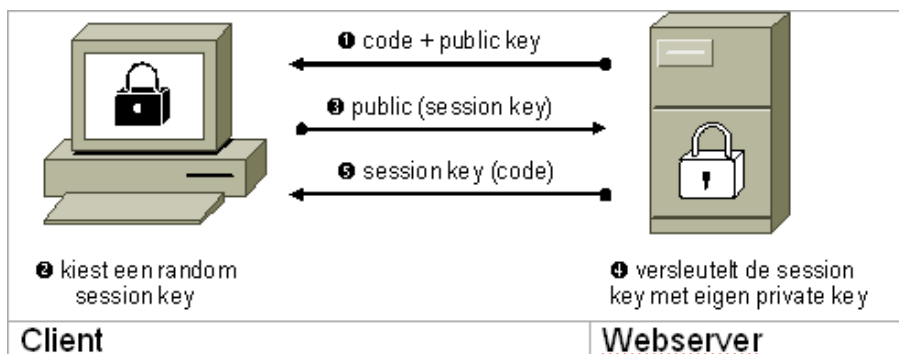 ❶ code + public key
❸ public (session key)
❺ session key (code)
❷ kiest een random
session key
❹ versleutelt de session
key met eigen private key
Client
Webserver